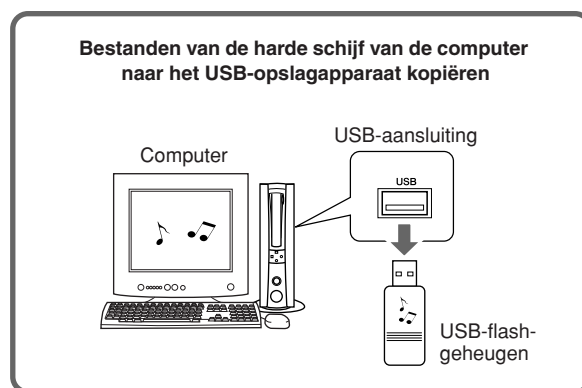 Bestanden van de harde schijf van de computer
naar het USB-opslagapparaat kopiëren
USB-aansluiting
Computer
USB
USB-flash-
geheugen